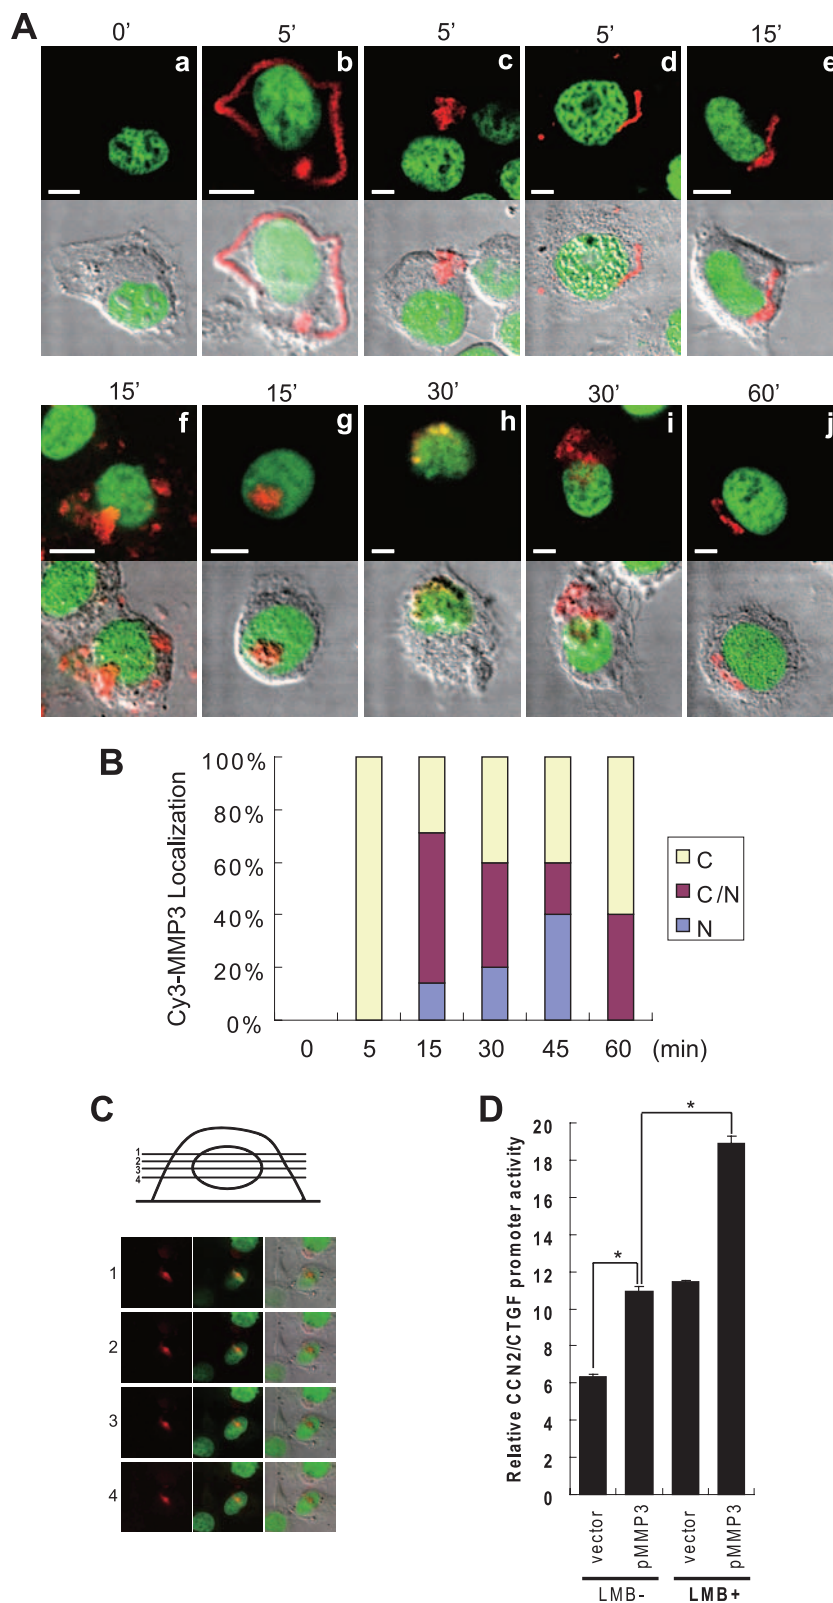 A
0’ 5’ 5’ 5’ 15’
a b c d e
15’ 15’ 30’ 30’ 60’
f g h i j
B
Cy3-MMP3 Localization
100%
80%
60%
40%
20%
0%
0 5 15 30 45 60 (min)
C
C/N
N
C
1
2
3
4
1
2
3
4
D
Relative CCN2/CTGF promoter activity
20
18
16
14
12
10
8
6
4
2
0
*
*
vector pMMP3 vector pMMP3
LMB- LMB+